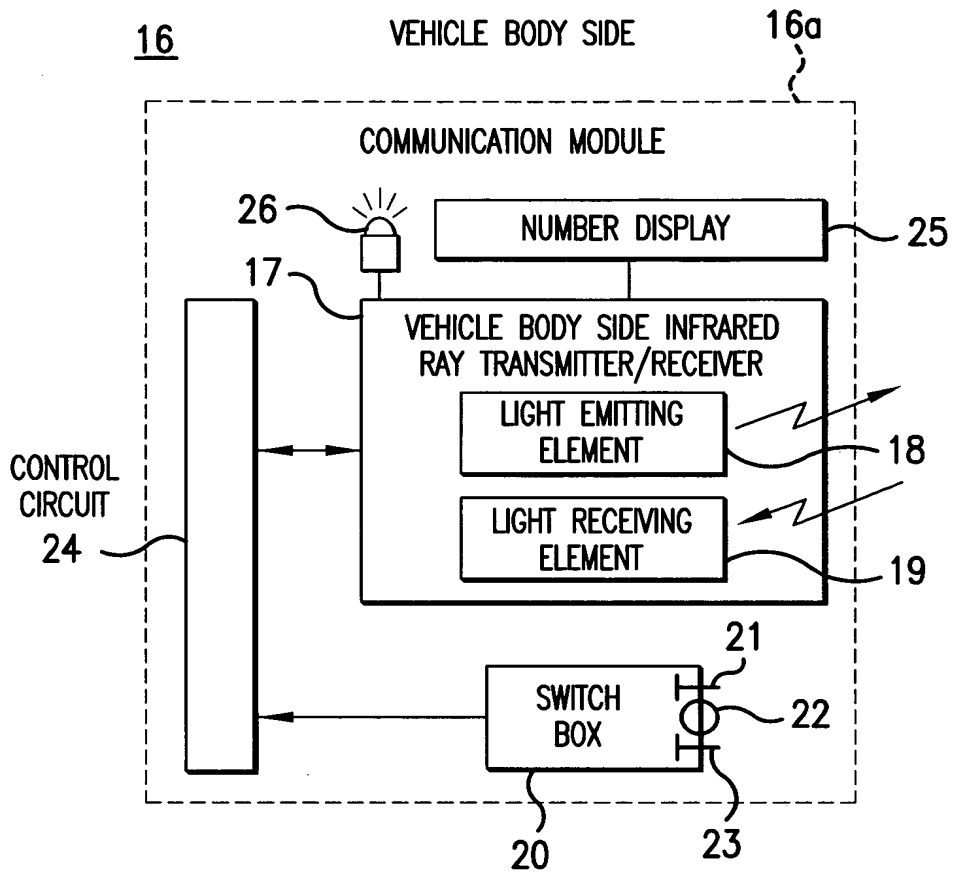 16
VEHICLE BODY SIDE
16a
COMMUNICATION MODULE
26
NUMBER DISPLAY
25
17
VEHICLE BODY SIDE INFRARED
RAY TRANSMITTER/RECEIVER
LIGHT EMITTING
ELEMENT
18
CONTROL
CIRCUIT
24
LIGHT RECEIVING
ELEMENT
19
21
SWITCH
BOX
22
20
23